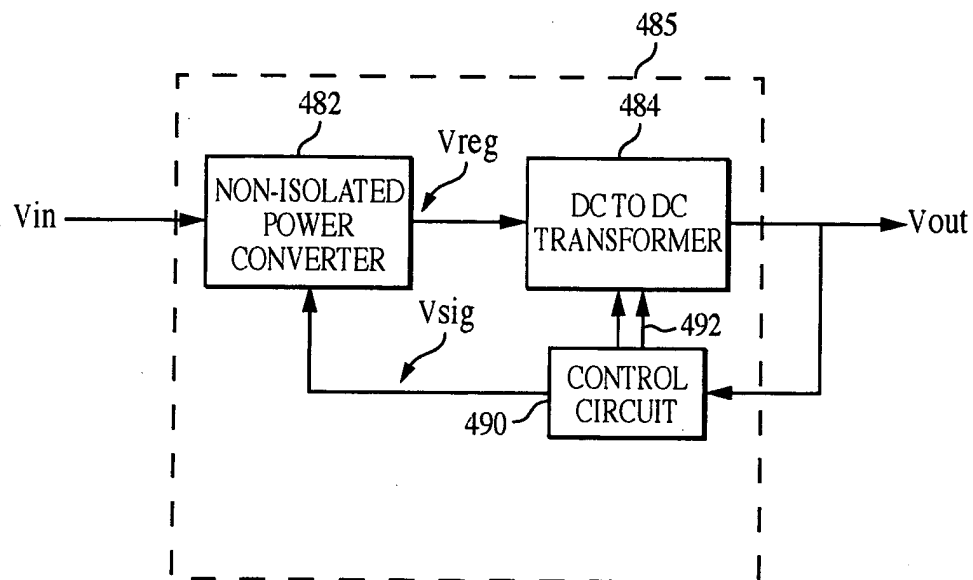 485
482
484
Vreg
NON-ISOLATED
POWER
CONVERTER
DC TO DC
TRANSFORMER
Vin
Vout
Vsig
492
CONTROL
CIRCUIT
490